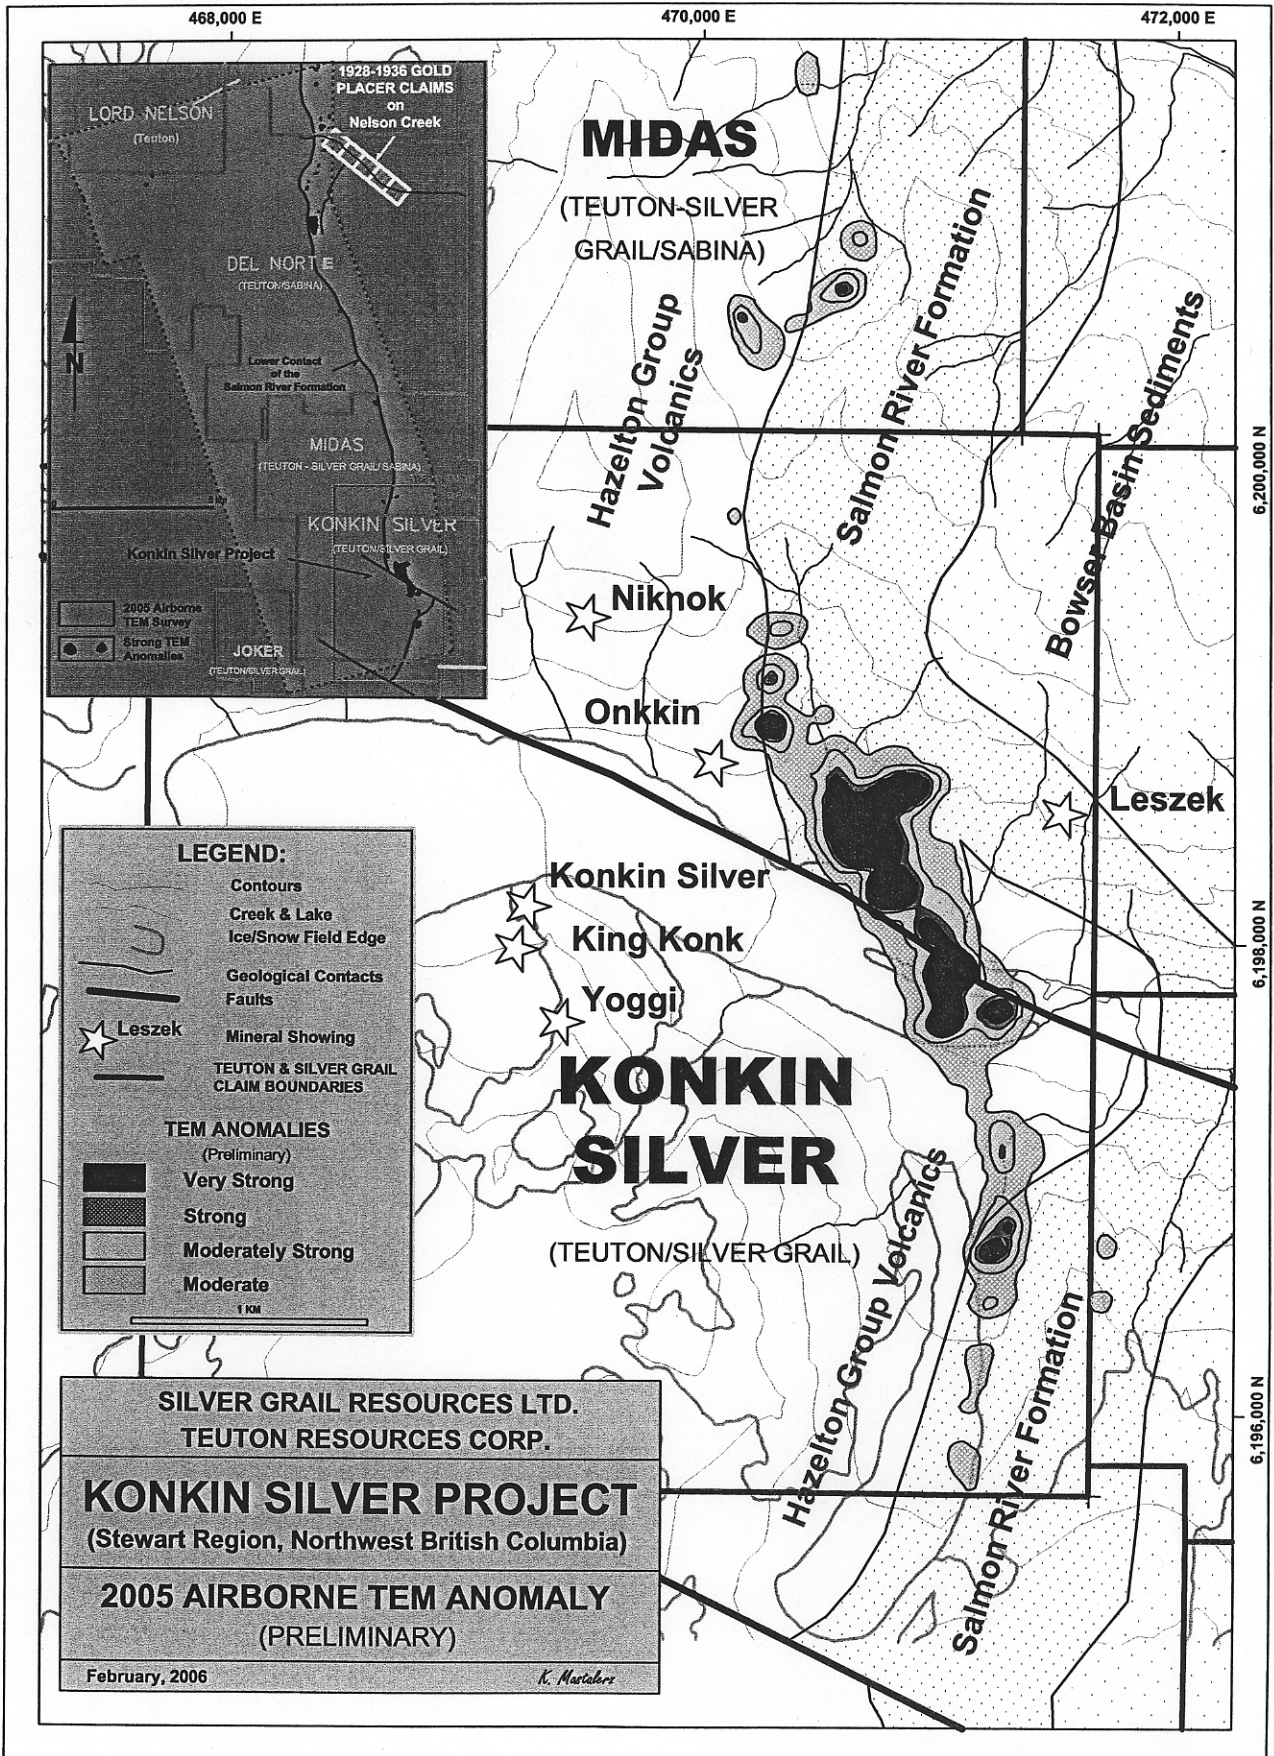 468,000 E
470,000 E
472,000 E
1928-1936 GOLD
PLACER CLAIMS
on
Nelson Creek
LORD NELSON
(Teuton)
DEL NORTE
(TEUTON/SABINA)
N
Lower Contact
of the
Salmon River Formation
MIDAS
(TEUTON - SILVER GRAIL/ SABINA)
KONKIN SILVER
(TEUTON/SILVER GRAIL)
Konkin Silver Project
2005 Airborne
TEM Survey
Strong TEM
Anomalies
JOKER
(TEUTON/SILVER GRAIL)
MIDAS
(TEUTON-SILVER
GRAIL/SABINA)
Hazelton Group
Volcanics
Salmon River Formation
Bowser Basin Sediments
6,200,000 N
Niknok
Onkkin
Leszek
Konkin Silver
King Konk
Yoggi
6,198,000 N
KONKIN
SILVER
(TEUTON/SILVER GRAIL)
Hazelton Group Volcanics
Salmon River Formation
6,196,000 N
LEGEND:
Contours
Creek & Lake
Ice/Snow Field Edge
Geological Contacts
Faults
Leszek
Mineral Showing
TEUTON & SILVER GRAIL
CLAIM BOUNDARIES
TEM ANOMALIES
(Preliminary)
Very Strong
Strong
Moderately Strong
Moderate
1 KM
SILVER GRAIL RESOURCES LTD.
TEUTON RESOURCES CORP.
KONKIN SILVER PROJECT
(Stewart Region, Northwest British Columbia)
2005 AIRBORNE TEM ANOMALY
(PRELIMINARY)
February, 2006
K. Mastalerz